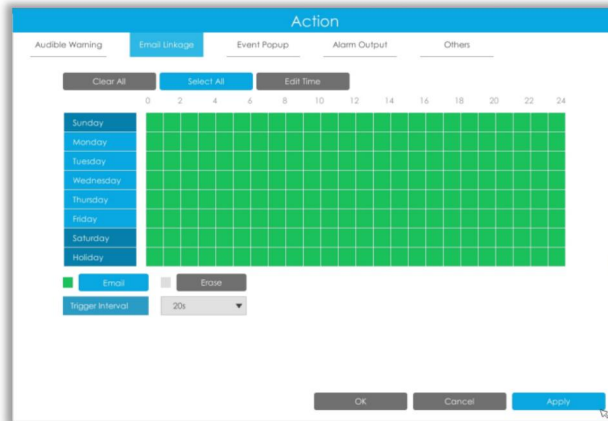 Action
Audible Warning Email Linkage Event Popup Alarm Output Others
Clear All Select All Edit Time
0 2 4 6 8 10 12 14 16 18 20 22 24
Sunday
Monday
Tuesday
Wednesday
Thursday
Friday
Saturday
Holiday
Email Erase
Trigger Interval 20s
OK Cancel Apply